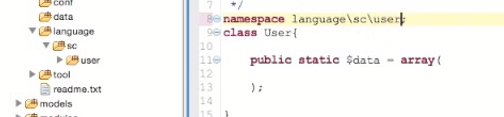 conf
data
language
sc
user
tool
readme.txt
models
7 */
8 namespace language\sc\user;
9 class User{
10
11 public static $data = array(
12
13 );
14
15 }